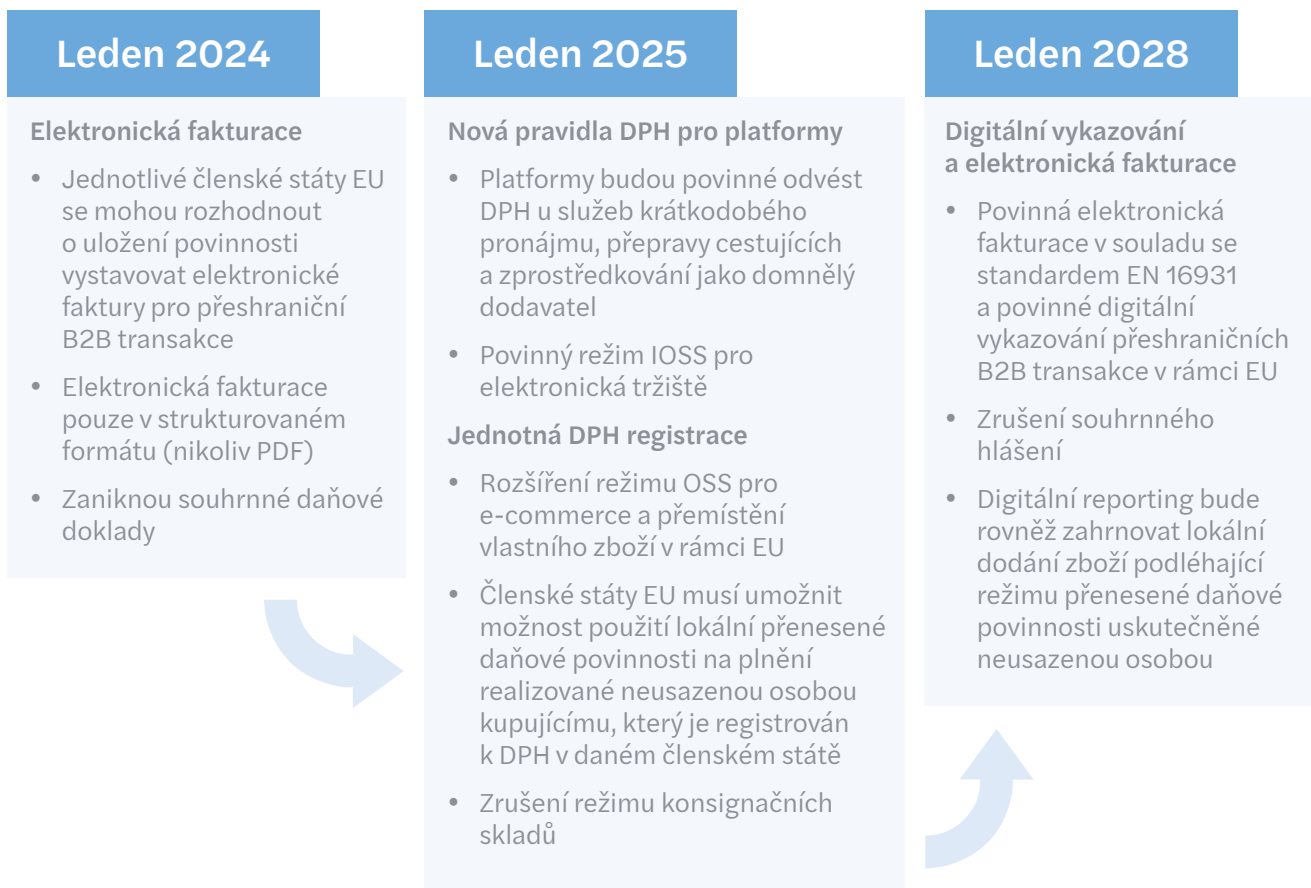 Leden 2024
Elektronická fakturace
• Jednotlivé členské státy EU
se mohou rozhodnout
o uložení povinnosti
vystavovat elektronické
faktury pro přeshraniční
B2B transakce
• Elektronická fakturace
pouze v strukturovaném
formátu (nikoliv PDF)
• Zaniknou souhrnné daňové
doklady
Leden 2025
Nová pravidla DPH pro platformy
• Platformy budou povinné odvést
DPH u služeb krátkodobého
pronájmu, přepravy cestujících
a zprostředkování jako domnělý
dodavatel
• Povinný režim IOSS pro
elektronická tržiště
Jednotná DPH registrace
• Rozšíření režimu OSS pro
e-commerce a přemístění
vlastního zboží v rámci EU
• Členské státy EU musí umožnit
možnost použití lokální přenesené
daňové povinnosti na plnění
realizované neusazenou osobou
kupujícímu, který je registrován
k DPH v daném členském státě
• Zrušení režimu konsignačních
skladů
Leden 2028
Digitální vykazování
a elektronická fakturace
• Povinná elektronická
fakturace v souladu se
standardem EN 16931
a povinné digitální
vykazování přeshraničních
B2B transakce v rámci EU
• Zrušení souhrnného
hlášení
• Digitální reporting bude
rovněž zahrnovat lokální
dodání zboží podléhající
režimu přenesené daňové
povinnosti uskutečněné
neusazenou osobou